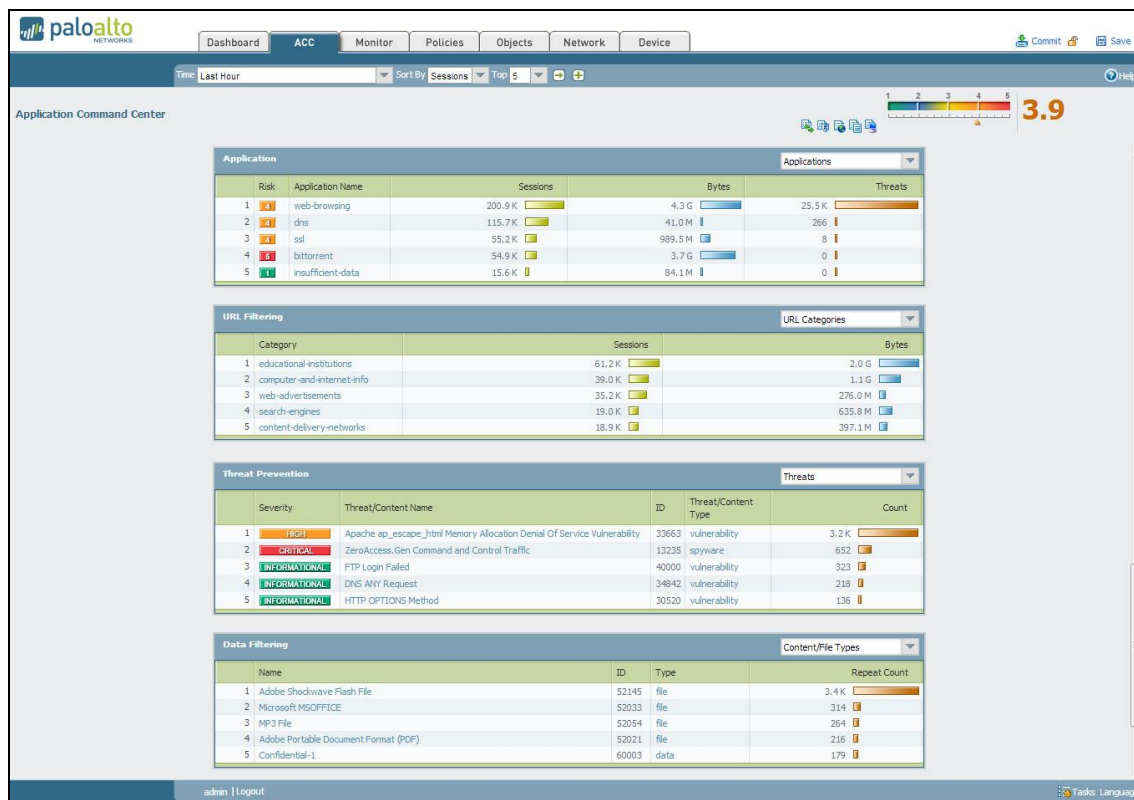 paloalto
NETWORKS
Dashboard ACC Monitor Policies Objects Network Device
Commit Save
Time Last Hour Sort By Sessions Top 5
Help
Application Command Center
1 2 3 4 5
3.9
Application Applications
Risk Application Name Sessions Bytes Threats
1 4 web-browsing 200.9 K 4.3 G 25.5 K
2 4 dns 115.7 K 41.0 M 266
3 4 ssl 55.2 K 989.5 M 8
4 5 bittorrent 54.9 K 3.7 G 0
5 1 insufficient-data 15.6 K 84.1 M 0
URL Filtering URL Categories
Category Sessions Bytes
1 educational-institutions 61.2 K 2.0 G
2 computer-and-internet-info 39.0 K 1.1 G
3 web-advertisements 35.2 K 276.0 M
4 search-engines 19.0 K 635.8 M
5 content-delivery-networks 18.9 K 397.1 M
Threat Prevention Threats
Severity Threat/Content Name ID Threat/Content Type Count
1 HIGH Apache ap_escape_html Memory Allocation Denial Of Service Vulnerability 33663 vulnerability 3.2 K
2 CRITICAL ZeroAccess.Gen Command and Control Traffic 13235 spyware 652
3 INFORMATIONAL FTP Login Failed 40000 vulnerability 323
4 INFORMATIONAL DNS ANY Request 34842 vulnerability 218
5 INFORMATIONAL HTTP OPTIONS Method 30520 vulnerability 136
Data Filtering Content/File Types
Name ID Type Repeat Count
1 Adobe Shockwave Flash File 52145 file 3.4 K
2 Microsoft MSOFFICE 52033 file 314
3 MP3 File 52054 file 264
4 Adobe Portable Document Format (PDF) 52021 file 216
5 Confidential-1 60003 data 179
admin | Logout
Tasks Languag